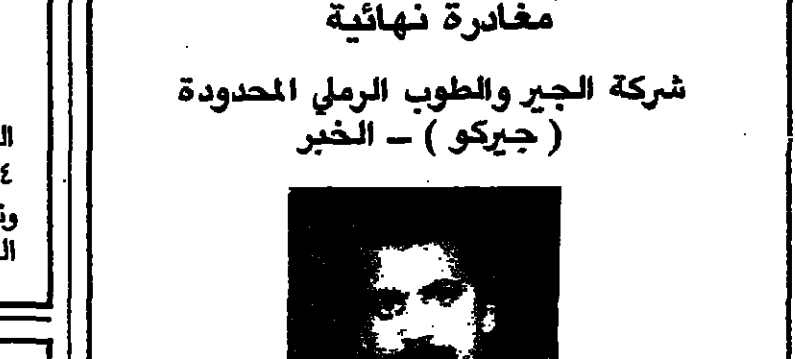 مغادرة نهائية
شركة الجير والطوب الرملي المحدودة
( جيركو ) – الخبر